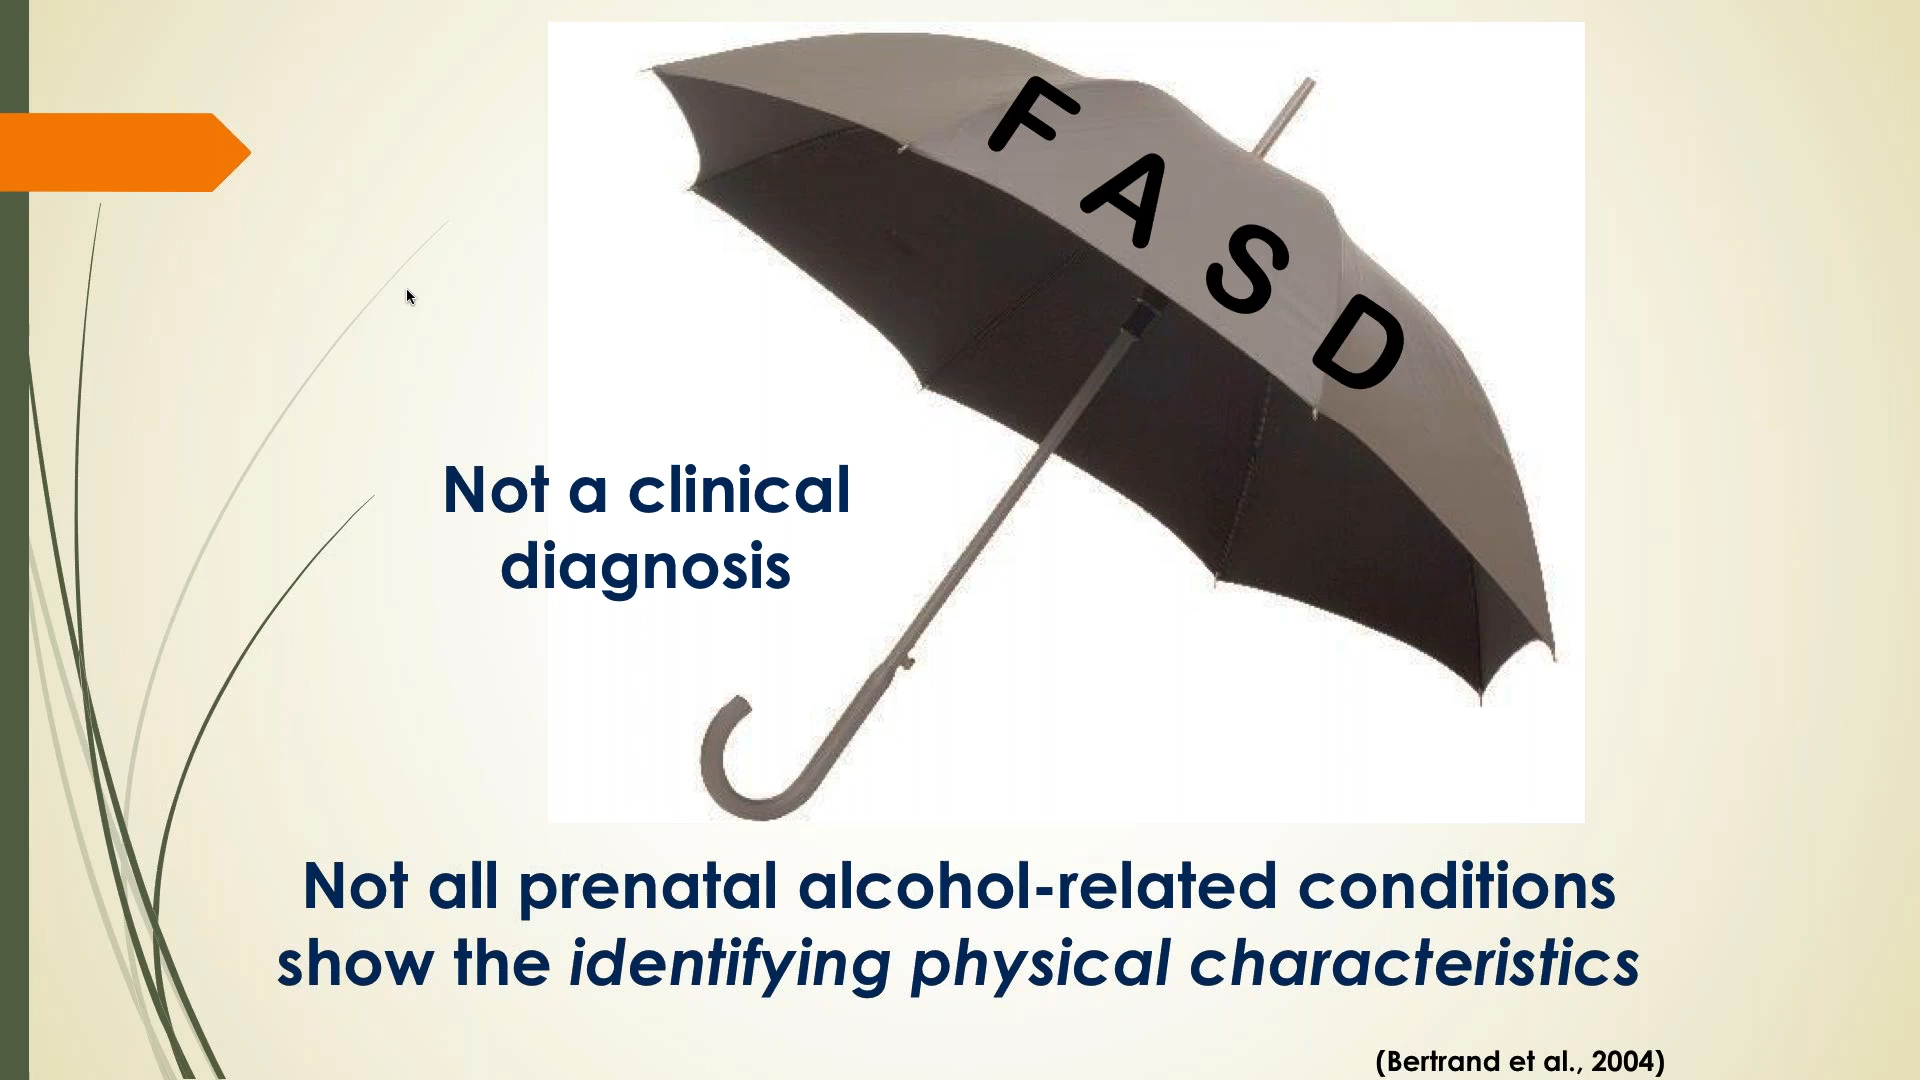 F A S D
Not a clinical
diagnosis
Not all prenatal alcohol-related conditions
show the identifying physical characteristics
(Bertrand et al., 2004)